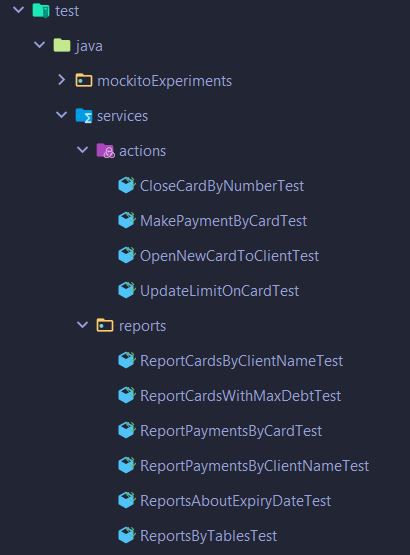 test
java
mockitoExperiments
services
actions
CloseCardByNumberTest
MakePaymentByCardTest
OpenNewCardToClientTest
UpdateLimitOnCardTest
reports
ReportCardsByClientNameTest
ReportCardsWithMaxDebtTest
ReportPaymentsByCardTest
ReportPaymentsByClientNameTest
ReportsAboutExpiryDateTest
ReportsByTablesTest